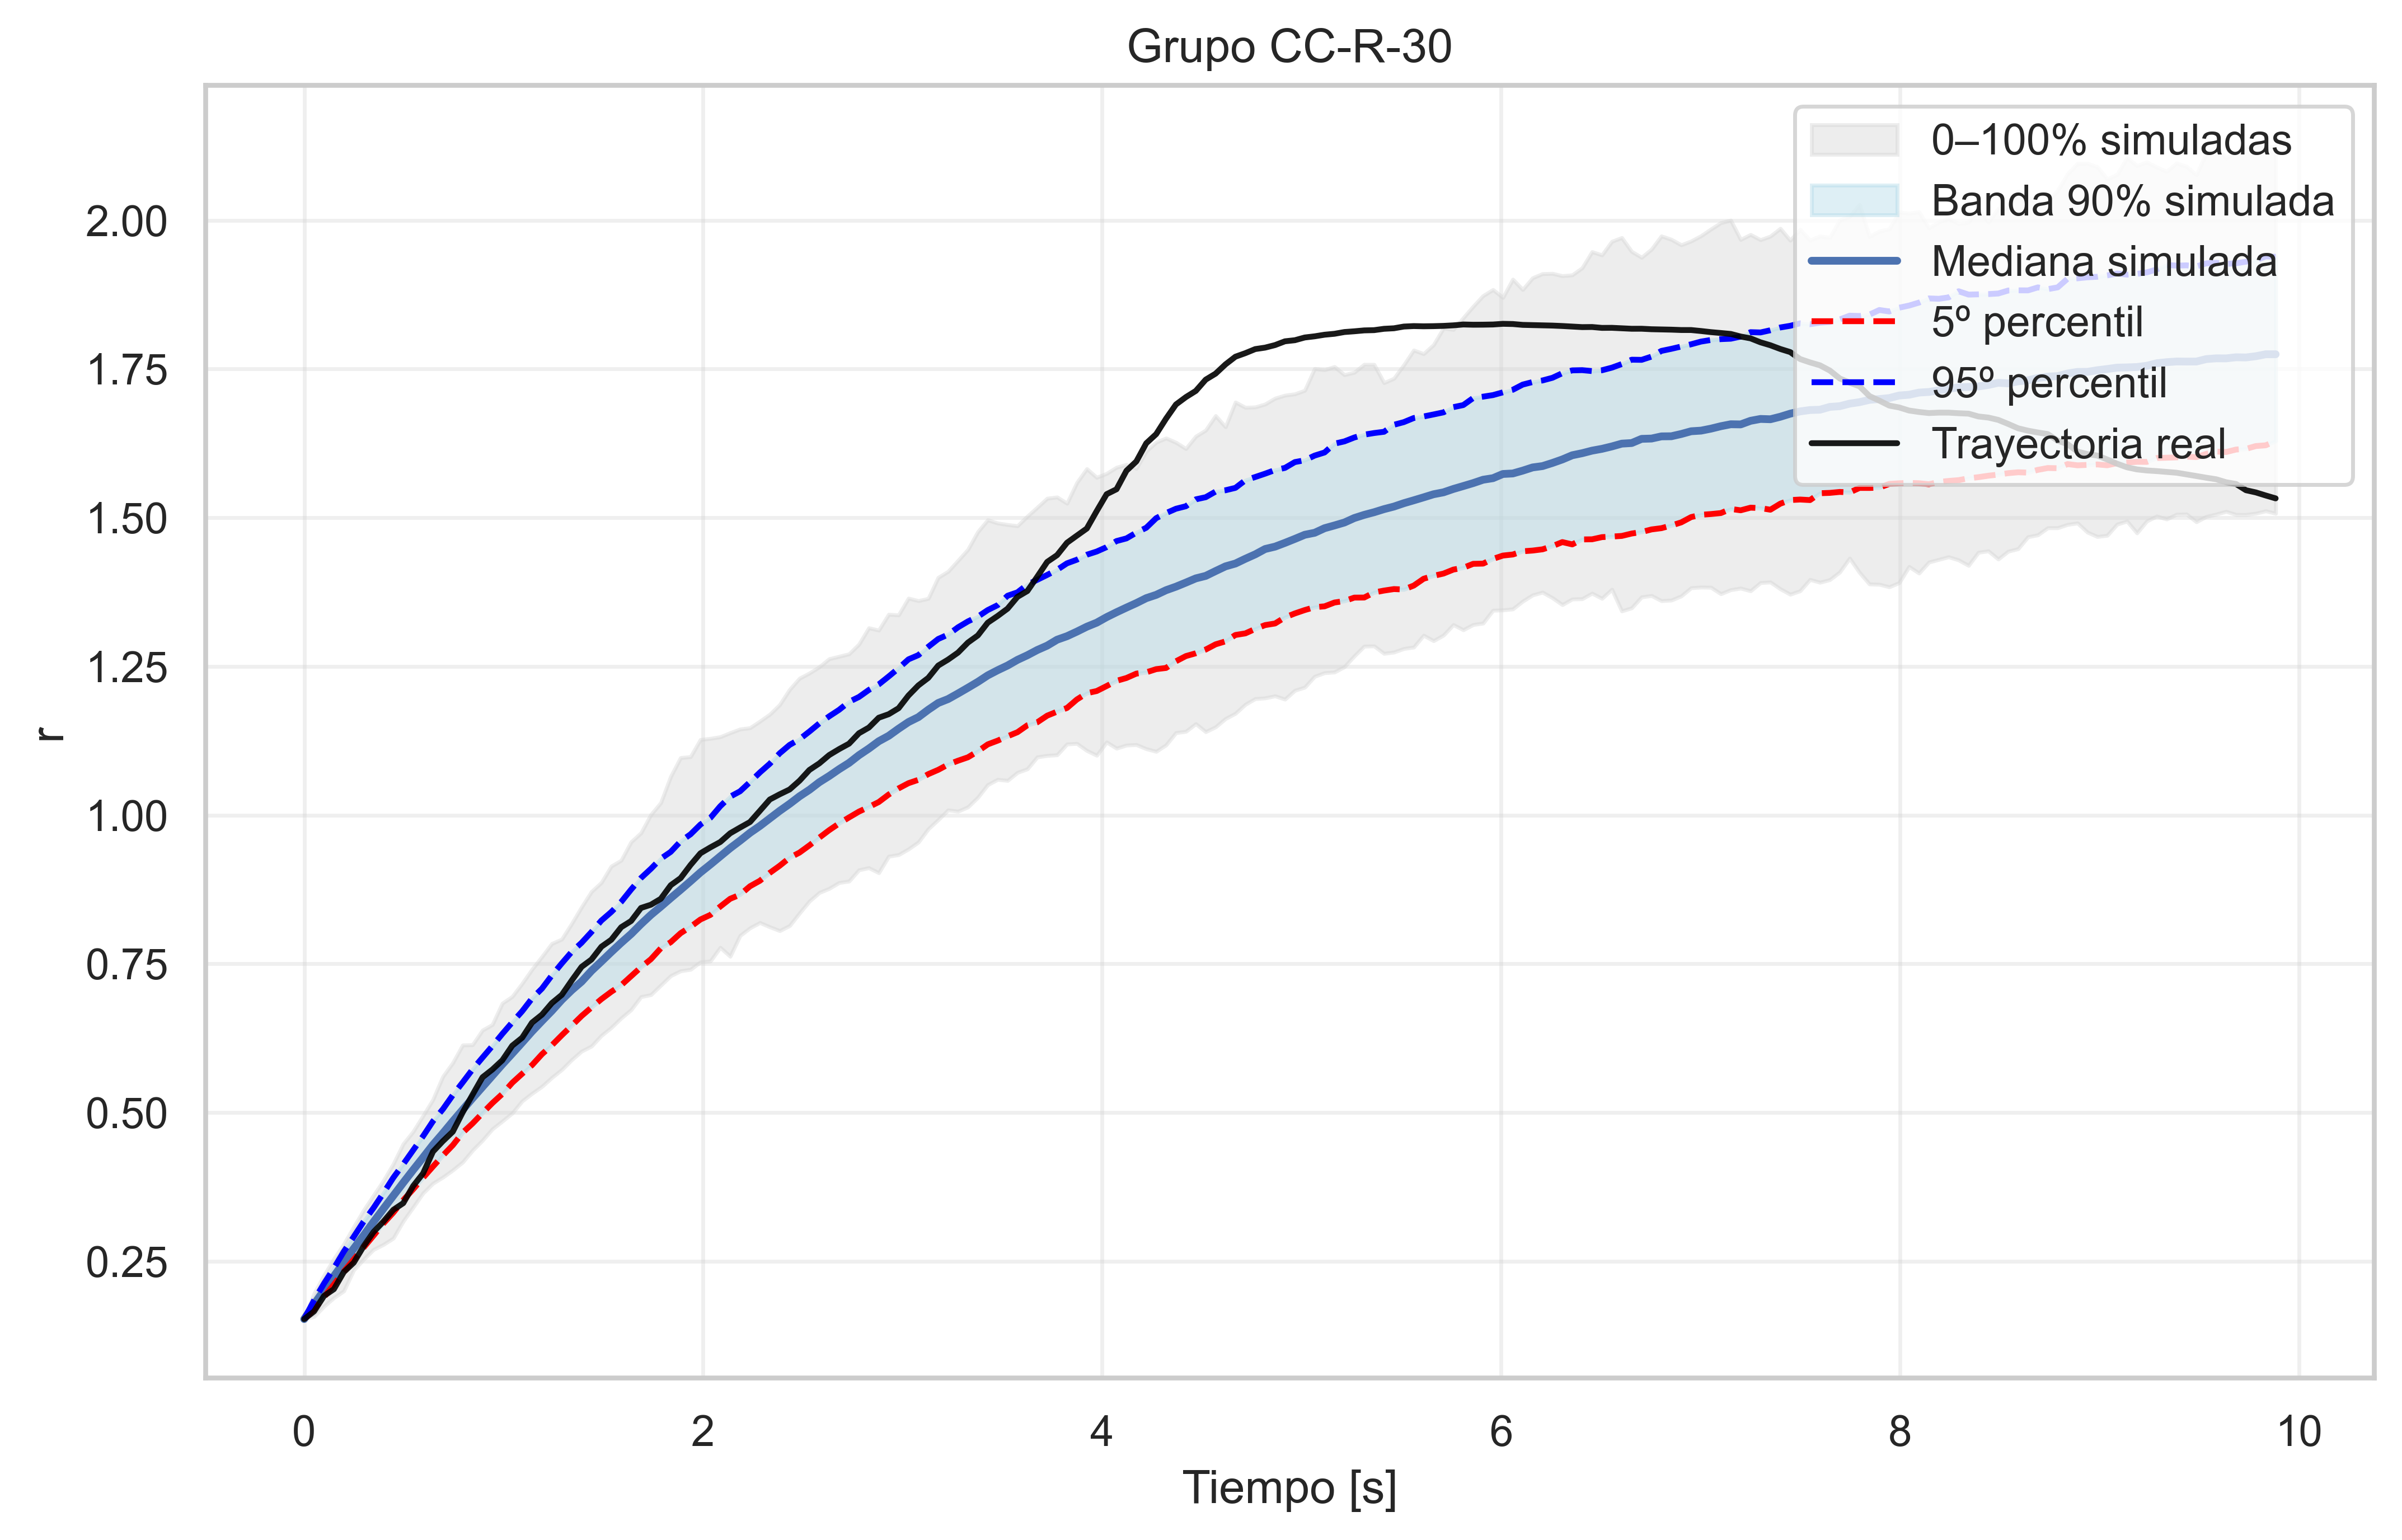 Grupo CC-R-30
0–100% simuladas
Banda 90% simulada
Mediana simulada
5º percentil
95º percentil
Trayectoria real
2.00
1.75
1.50
1.25
1.00
0.75
0.50
0.25
r
0 2 4 6 8 10
Tiempo [s]